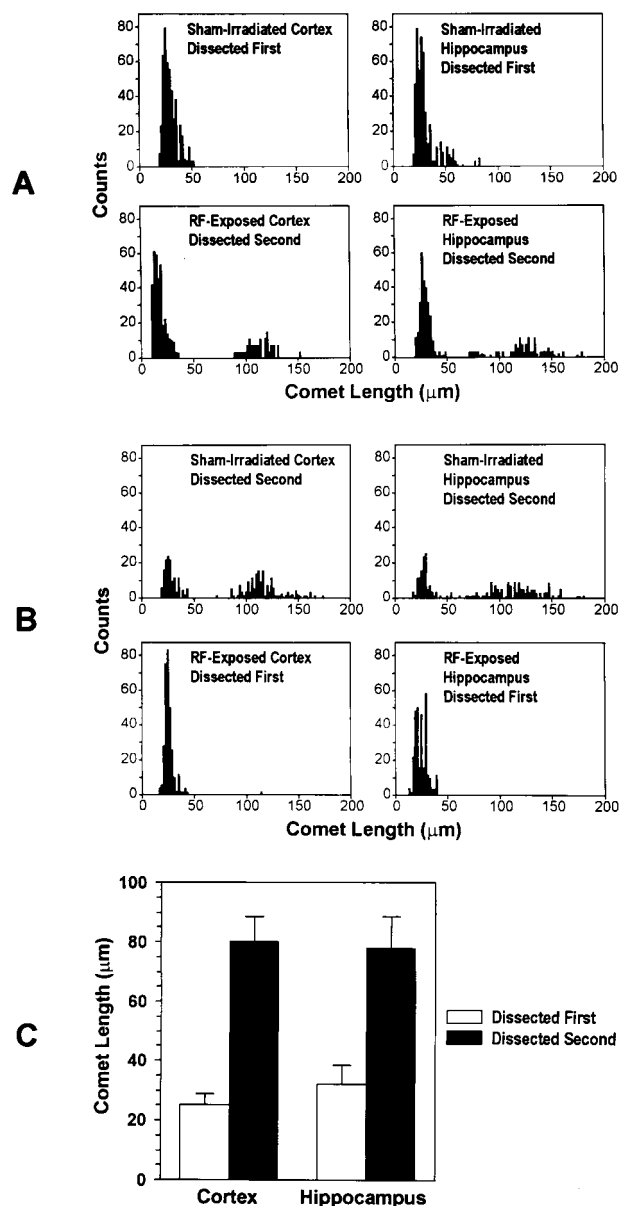 A
Counts
80
60
40
20
0
Sham-Irradiated Cortex
Dissected First
0 50 100 150 200
80
60
40
20
0
Sham-Irradiated
Hippocampus
Dissected First
0 50 100 150 200
80
60
40
20
0
RF-Exposed Cortex
Dissected Second
0 50 100 150 200
80
60
40
20
0
RF-Exposed
Hippocampus
Dissected Second
0 50 100 150 200
Comet Length (μm)
B
Counts
80
60
40
20
0
Sham-Irradiated Cortex
Dissected Second
0 50 100 150 200
80
60
40
20
0
Sham-Irradiated
Hippocampus
Dissected Second
0 50 100 150 200
80
60
40
20
0
RF-Exposed Cortex
Dissected First
0 50 100 150 200
80
60
40
20
0
RF-Exposed
Hippocampus
Dissected First
0 50 100 150 200
Comet Length (μm)
C
Comet Length (μm)
100
80
60
40
20
0
Cortex Hippocampus
Dissected First
Dissected Second